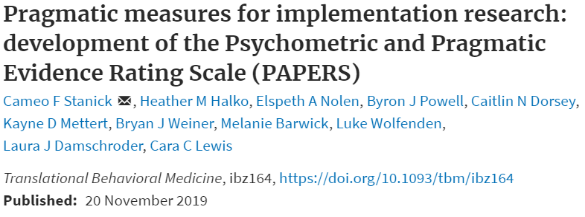 Pragmatic measures for implementation research:
development of the Psychometric and Pragmatic
Evidence Rating Scale (PAPERS)
Cameo F Stanick , Heather M Halko, Elspeth A Nolen, Byron J Powell, Caitlin N Dorsey,
Kayne D Mettert, Bryan J Weiner, Melanie Barwick, Luke Wolfenden,
Laura J Damschroder, Cara C Lewis
Translational Behavioral Medicine, ibz164, https://doi.org/10.1093/tbm/ibz164
Published: 20 November 2019